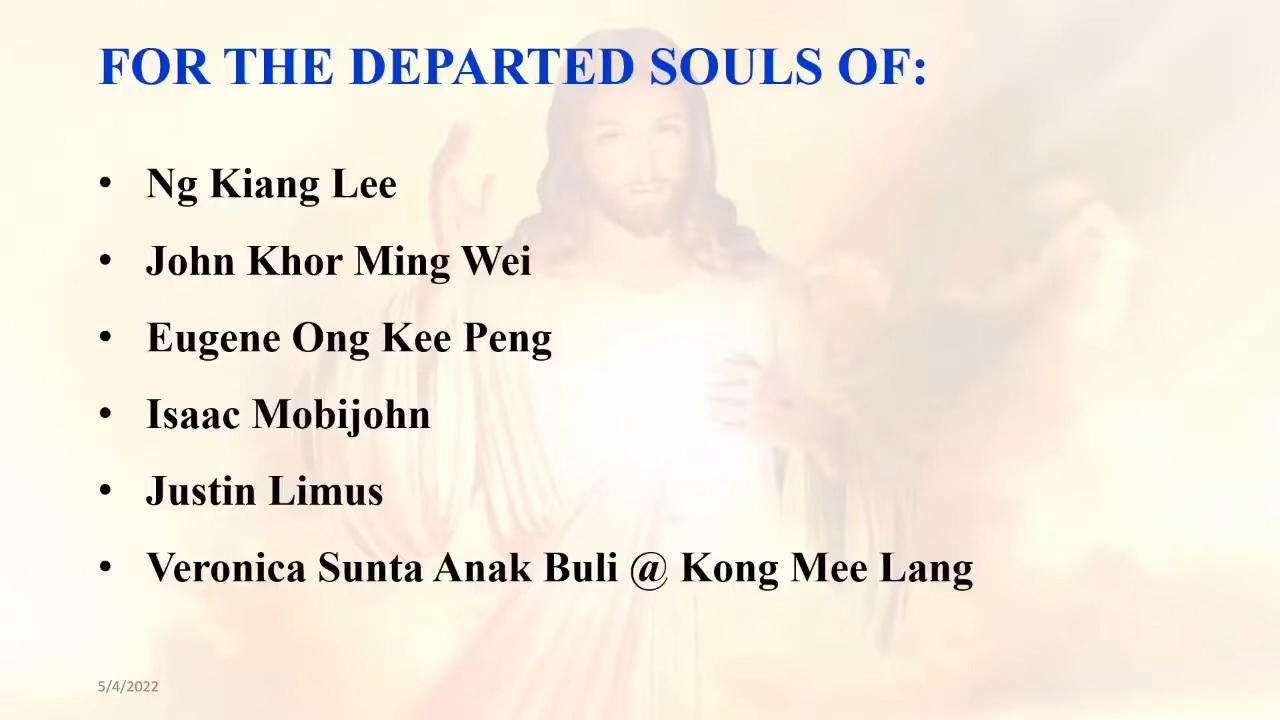 FOR THE DEPARTED SOULS OF:
• Ng Kiang Lee
• John Khor Ming Wei
• Eugene Ong Kee Peng
• Isaac Mobijohn
• Justin Limus
• Veronica Sunta Anak Buli @ Kong Mee Lang
5/4/2022